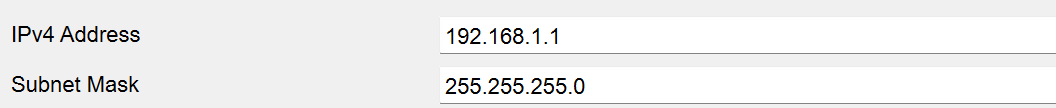 IPv4 Address 192.168.1.1
Subnet Mask 255.255.255.0